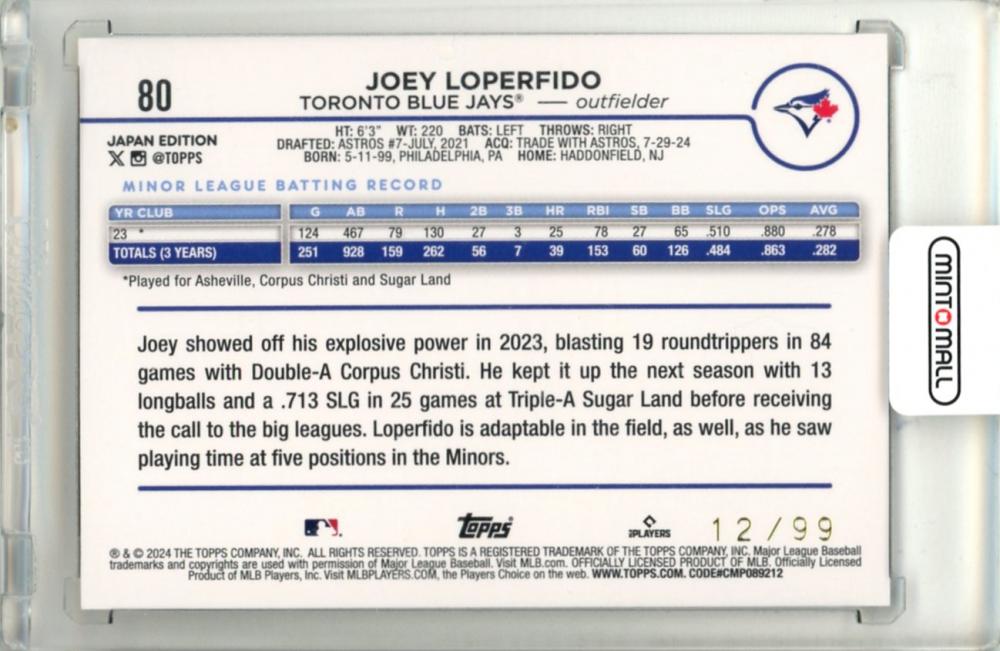 80
JOEY LOPERFIDO
TORONTO BLUE JAYS® — outfielder
JAPAN EDITION
@TOPPS
HT: 6'3" WT: 220 BATS: LEFT THROWS: RIGHT
DRAFTED: ASTROS #7-JULY, 2021 ACQ: TRADE WITH ASTROS, 7-29-24
BORN: 5-11-99, PHILADELPHIA, PA HOME: HADDONFIELD, NJ
MINOR LEAGUE BATTING RECORD
YR CLUB G AB R H 2B 3B HR RBI SB BB SLG OPS AVG
23 * 124 467 79 130 27 3 25 78 27 65 .510 .880 .278
TOTALS (3 YEARS) 251 928 159 262 56 7 39 153 60 126 .484 .863 .282
*Played for Asheville, Corpus Christi and Sugar Land
Joey showed off his explosive power in 2023, blasting 19 roundtrippers in 84
games with Double-A Corpus Christi. He kept it up the next season with 13
longballs and a .713 SLG in 25 games at Triple-A Sugar Land before receiving
the call to the big leagues. Loperfido is adaptable in the field, as well, as he saw
playing time at five positions in the Minors.
Topps
PLAYERS
12/99
® & © 2024 THE TOPPS COMPANY, INC. ALL RIGHTS RESERVED. TOPPS IS A REGISTERED TRADEMARK OF THE TOPPS COMPANY, INC. Major League Baseball
trademarks and copyrights are used with permission of Major League Baseball. Visit MLB.com. OFFICIALLY LICENSED PRODUCT OF MLB. Officially Licensed
Product of MLB Players, Inc. Visit MLBPLAYERS.COM, the Players Choice on the web. WWW.TOPPS.COM. CODE#CMP089212
MINTOMALL